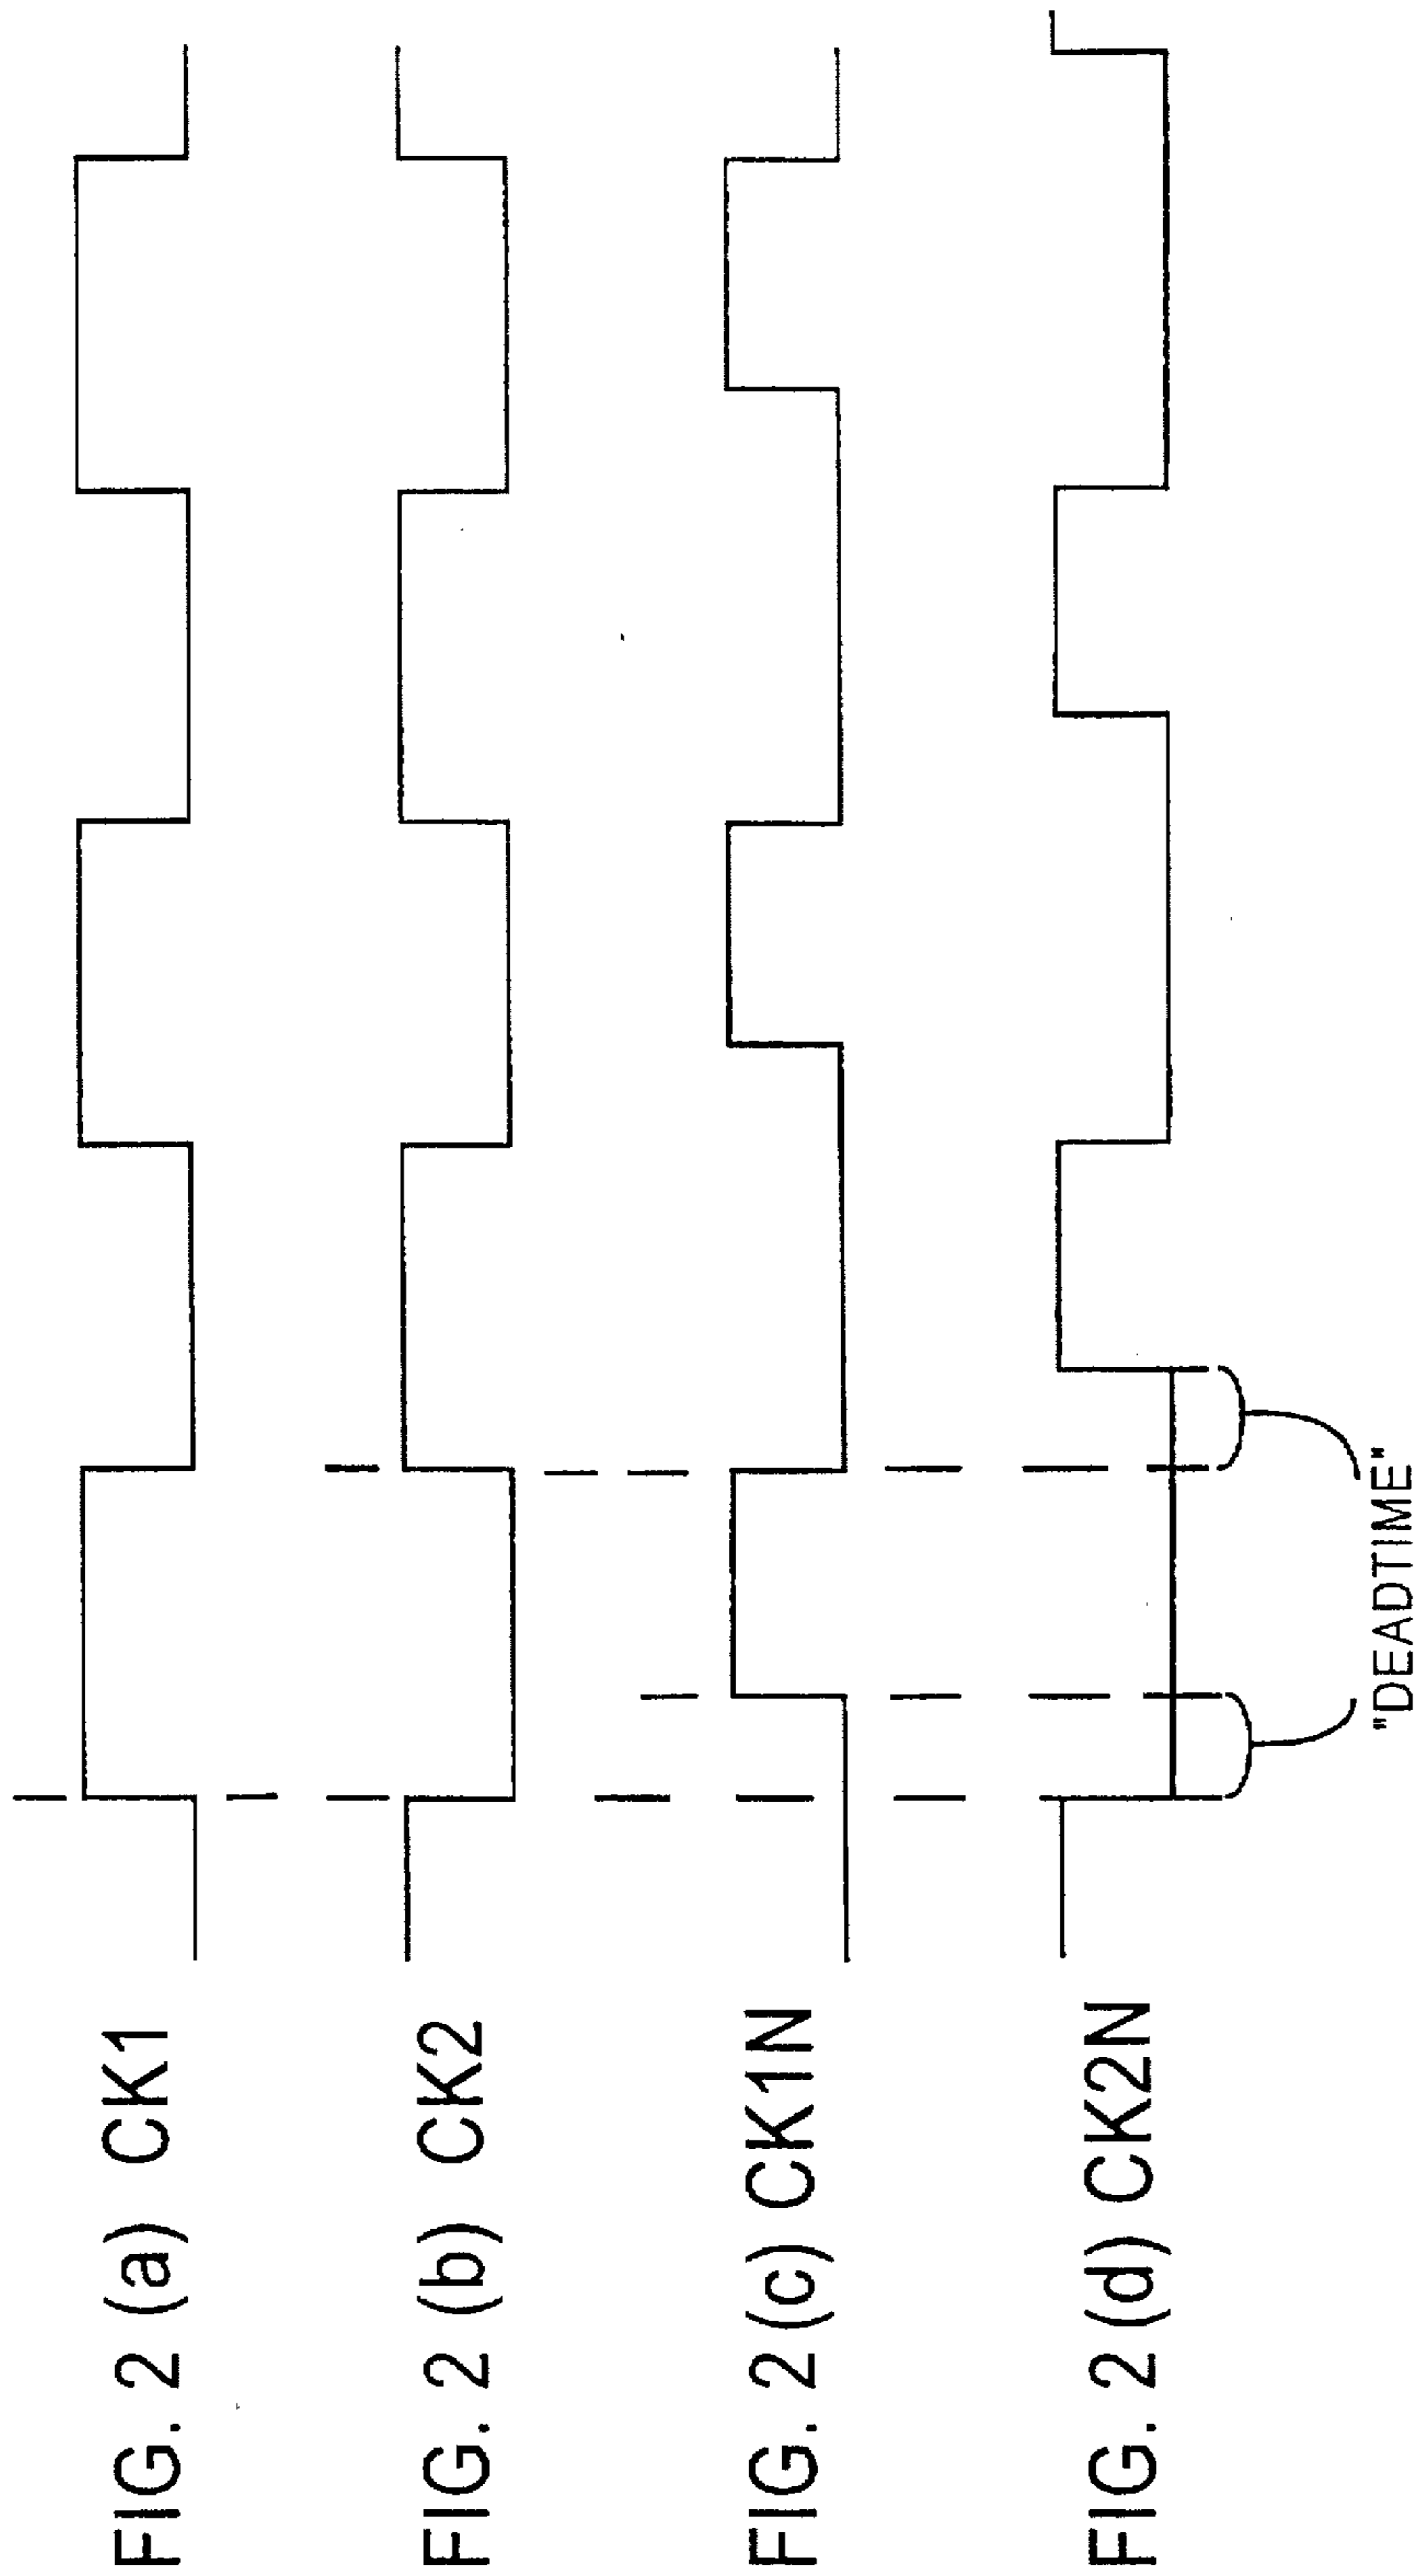 FIG. 2 (a) CK1
FIG. 2 (b) CK2
FIG. 2 (c) CK1N
FIG. 2 (d) CK2N
"DEADTIME"